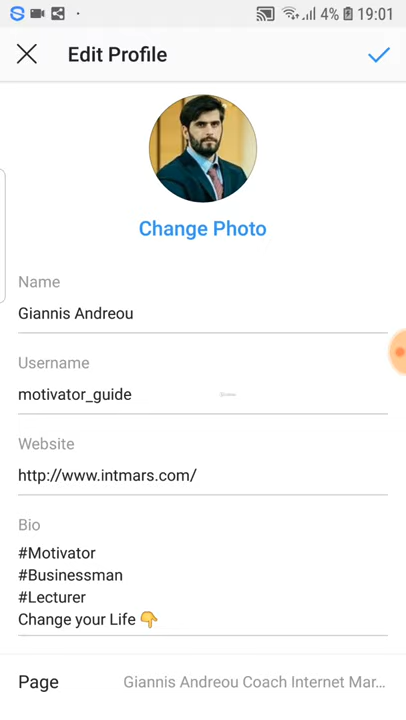 4% 19:01
Edit Profile
Change Photo
Name
Giannis Andreou
Username
motivator_guide
Website
http://www.intmars.com/
Bio
#Motivator
#Businessman
#Lecturer
Change your Life 👇
Page
Giannis Andreou Coach Internet Mar...